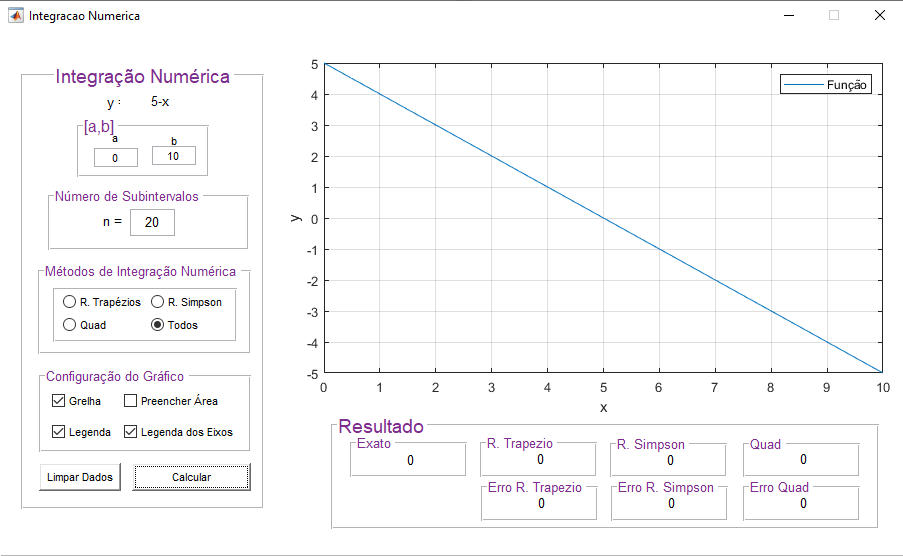 Integracao Numerica
Integração Numérica
y : 5-x
[a,b]
a b
0 10
Número de Subintervalos
n = 20
Métodos de Integração Numérica
R. Trapézios R. Simpson
Quad Todos
Configuração do Gráfico
Grelha Preencher Área
Legenda Legenda dos Eixos
Limpar Dados Calcular
Função
5
4
3
2
1
0
-1
-2
-3
-4
-5
y
0 1 2 3 4 5 6 7 8 9 10
x
Resultado
Exato R. Trapezio R. Simpson Quad
0 0 0 0
Erro R. Trapezio Erro R. Simpson Erro Quad
0 0 0